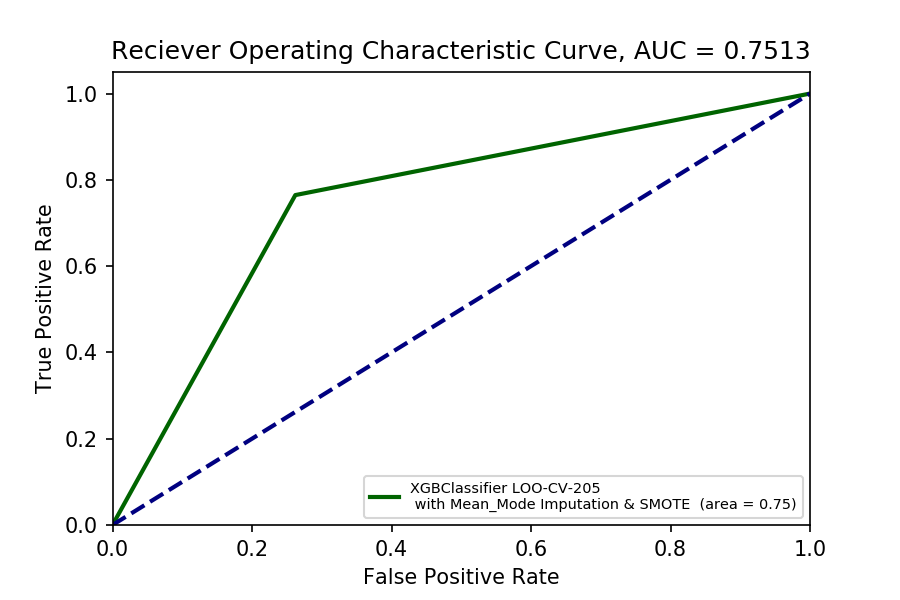 Reciever Operating Characteristic Curve, AUC = 0.7513
1.0
0.8
0.6
0.4
0.2
0.0
True Positive Rate
XGBClassifier LOO-CV-205
with Mean_Mode Imputation & SMOTE  (area = 0.75)
0.0 0.2 0.4 0.6 0.8 1.0
False Positive Rate